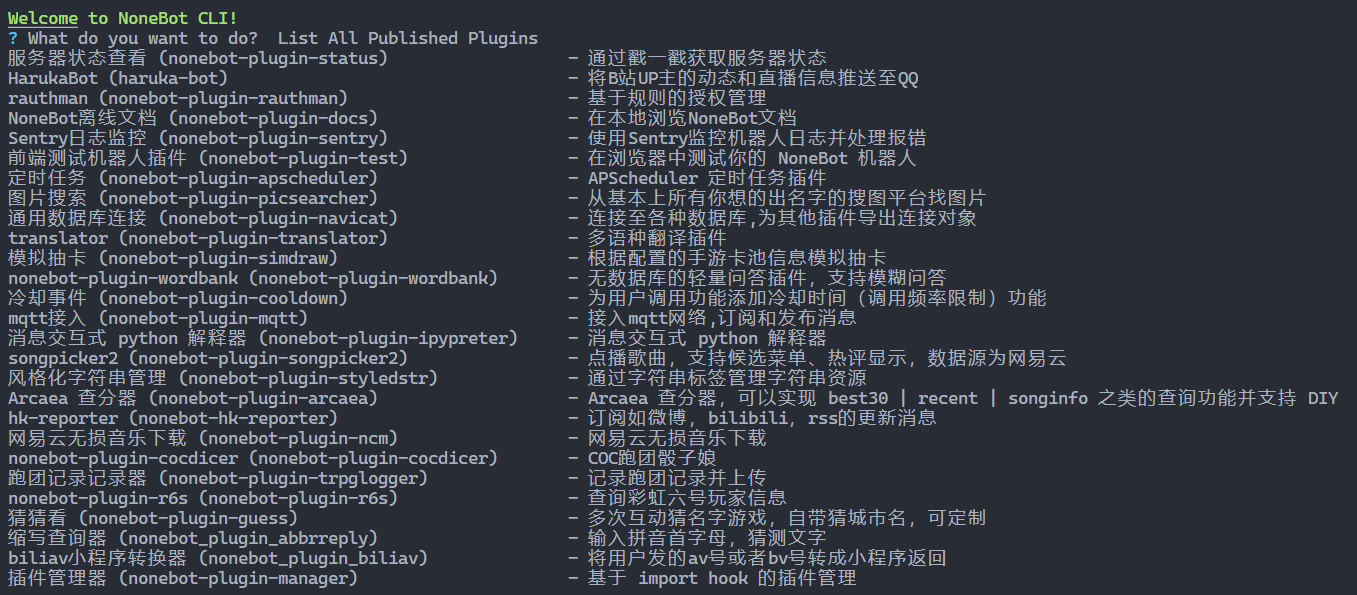 Welcome to NoneBot CLI!
? What do you want to do?  List All Published Plugins
服务器状态查看 (nonebot-plugin-status) - 通过戳一戳获取服务器状态
HarukaBot (haruka-bot) - 将B站UP主的动态和直播信息推送至QQ
rauthman (nonebot-plugin-rauthman) - 基于规则的授权管理
NoneBot离线文档 (nonebot-plugin-docs) - 在本地浏览NoneBot文档
Sentry日志监控 (nonebot-plugin-sentry) - 使用Sentry监控机器人日志并处理报错
前端测试机器人插件 (nonebot-plugin-test) - 在浏览器中测试你的 NoneBot 机器人
定时任务 (nonebot-plugin-apscheduler) - APScheduler 定时任务插件
图片搜索 (nonebot-plugin-picsearcher) - 从基本上所有你想的出名字的搜图平台找图片
通用数据库连接 (nonebot-plugin-navicat) - 连接至各种数据库,为其他插件导出连接对象
translator (nonebot-plugin-translator) - 多语种翻译插件
模拟抽卡 (nonebot-plugin-simdraw) - 根据配置的手游卡池信息模拟抽卡
nonebot-plugin-wordbank (nonebot-plugin-wordbank) - 无数据库的轻量问答插件，支持模糊问答
冷却事件 (nonebot-plugin-cooldown) - 为用户调用功能添加冷却时间（调用频率限制）功能
mqtt接入 (nonebot-plugin-mqtt) - 接入mqtt网络,订阅和发布消息
消息交互式 python 解释器 (nonebot-plugin-ipypreter) - 消息交互式 python 解释器
songpicker2 (nonebot-plugin-songpicker2) - 点播歌曲，支持候选菜单、热评显示，数据源为网易云
风格化字符串管理 (nonebot-plugin-styledstr) - 通过字符串标签管理字符串资源
Arcaea 查分器 (nonebot-plugin-arcaea) - Arcaea 查分器，可以实现 best30 | recent | songinfo 之类的查询功能并支持 DIY
hk-reporter (nonebot-hk-reporter) - 订阅如微博，bilibili，rss的更新消息
网易云无损音乐下载 (nonebot-plugin-ncm) - 网易云无损音乐下载
nonebot-plugin-cocdicer (nonebot-plugin-cocdicer) - COC跑团骰子娘
跑团记录记录器 (nonebot-plugin-trpglogger) - 记录跑团记录并上传
nonebot-plugin-r6s (nonebot-plugin-r6s) - 查询彩虹六号玩家信息
猜猜看 (nonebot-plugin-guess) - 多次互动猜名字游戏，自带猜城市名，可定制
缩写查询器 (nonebot_plugin_abbrreply) - 输入拼音首字母，猜测文字
biliav小程序转换器 (nonebot_plugin_biliav) - 将用户发的av号或者bv号转成小程序返回
插件管理器 (nonebot-plugin-manager) - 基于 import hook 的插件管理